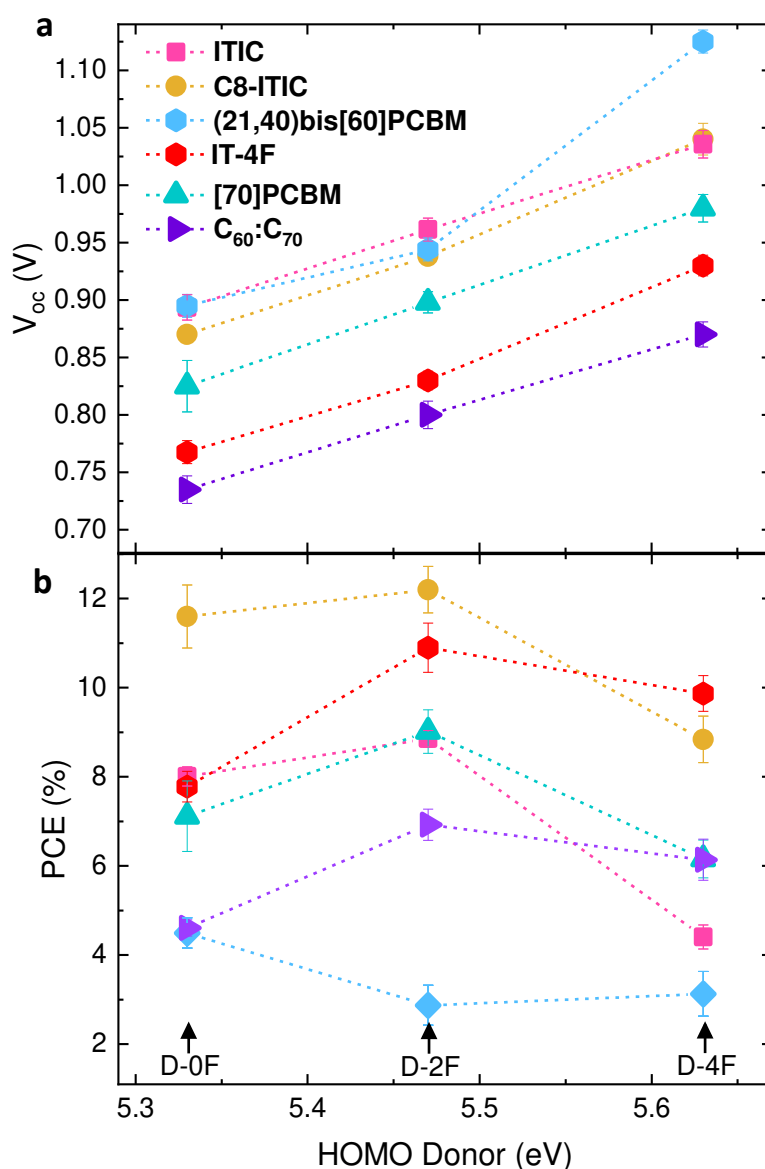 a
ITIC
C8-ITIC
(21,40)bis[60]PCBM
IT-4F
[70]PCBM
C60:C70
1.10
1.05
1.00
0.95
0.90
0.85
0.80
0.75
0.70
Voc (V)
b
12
10
8
6
4
2
PCE (%)
D-0F D-2F D-4F
5.3 5.4 5.5 5.6
HOMO Donor (eV)